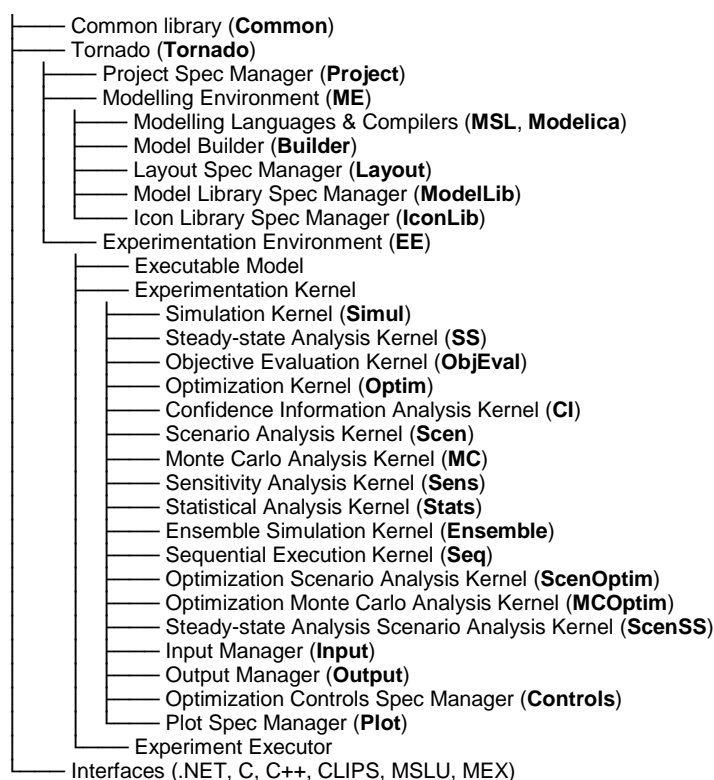 Common library (Common)
Tornado (Tornado)
Project Spec Manager (Project)
Modelling Environment (ME)
Modelling Languages & Compilers (MSL, Modelica)
Model Builder (Builder)
Layout Spec Manager (Layout)
Model Library Spec Manager (ModelLib)
Icon Library Spec Manager (IconLib)
Experimentation Environment (EE)
Executable Model
Experimentation Kernel
Simulation Kernel (Simul)
Steady-state Analysis Kernel (SS)
Objective Evaluation Kernel (ObjEval)
Optimization Kernel (Optim)
Confidence Information Analysis Kernel (CI)
Scenario Analysis Kernel (Scen)
Monte Carlo Analysis Kernel (MC)
Sensitivity Analysis Kernel (Sens)
Statistical Analysis Kernel (Stats)
Ensemble Simulation Kernel (Ensemble)
Sequential Execution Kernel (Seq)
Optimization Scenario Analysis Kernel (ScenOptim)
Optimization Monte Carlo Analysis Kernel (MCOptim)
Steady-state Analysis Scenario Analysis Kernel (ScenSS)
Input Manager (Input)
Output Manager (Output)
Optimization Controls Spec Manager (Controls)
Plot Spec Manager (Plot)
Experiment Executor
Interfaces (.NET, C, C++, CLIPS, MSLU, MEX)